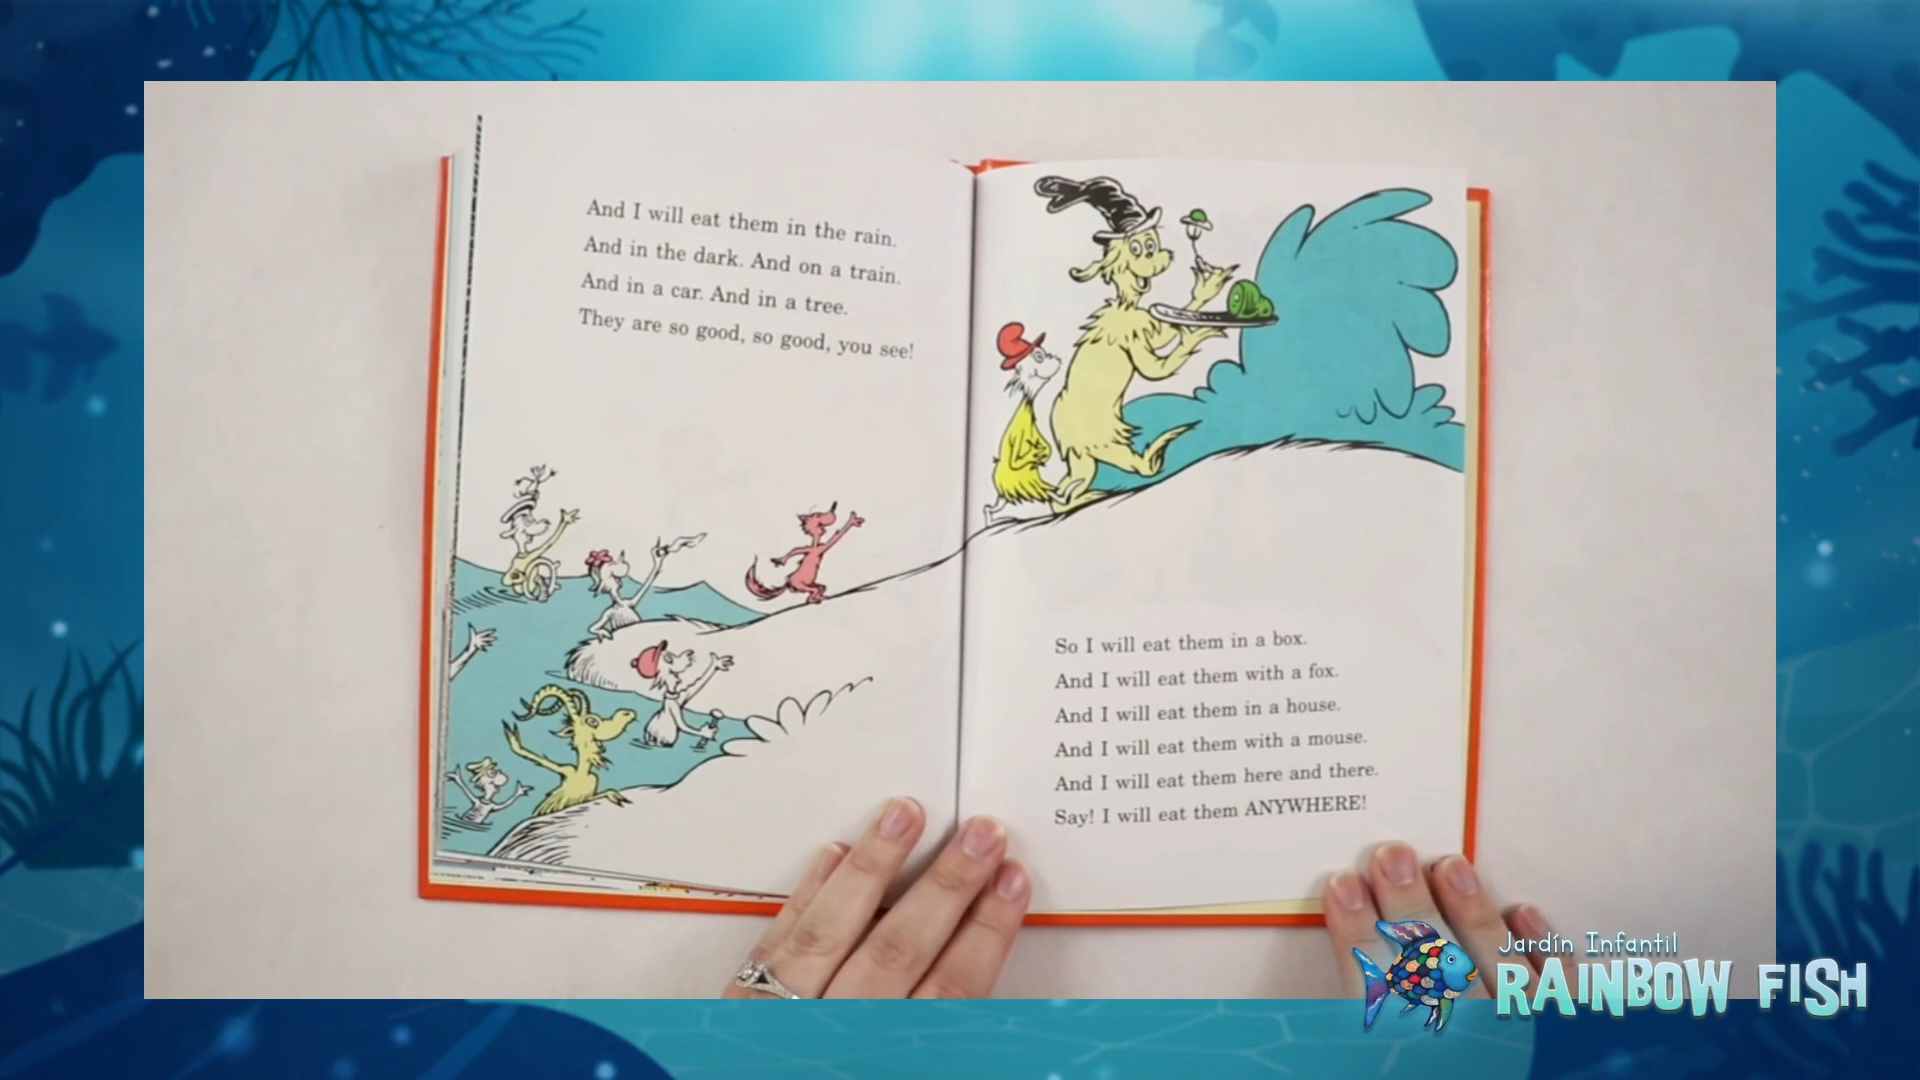 And I will eat them in the rain.
And in the dark. And on a train.
And in a car. And in a tree.
They are so good, so good, you see!
So I will eat them in a box.
And I will eat them with a fox.
And I will eat them in a house.
And I will eat them with a mouse.
And I will eat them here and there.
Say! I will eat them ANYWHERE!
Jardín Infantil
RAINBOW FISH